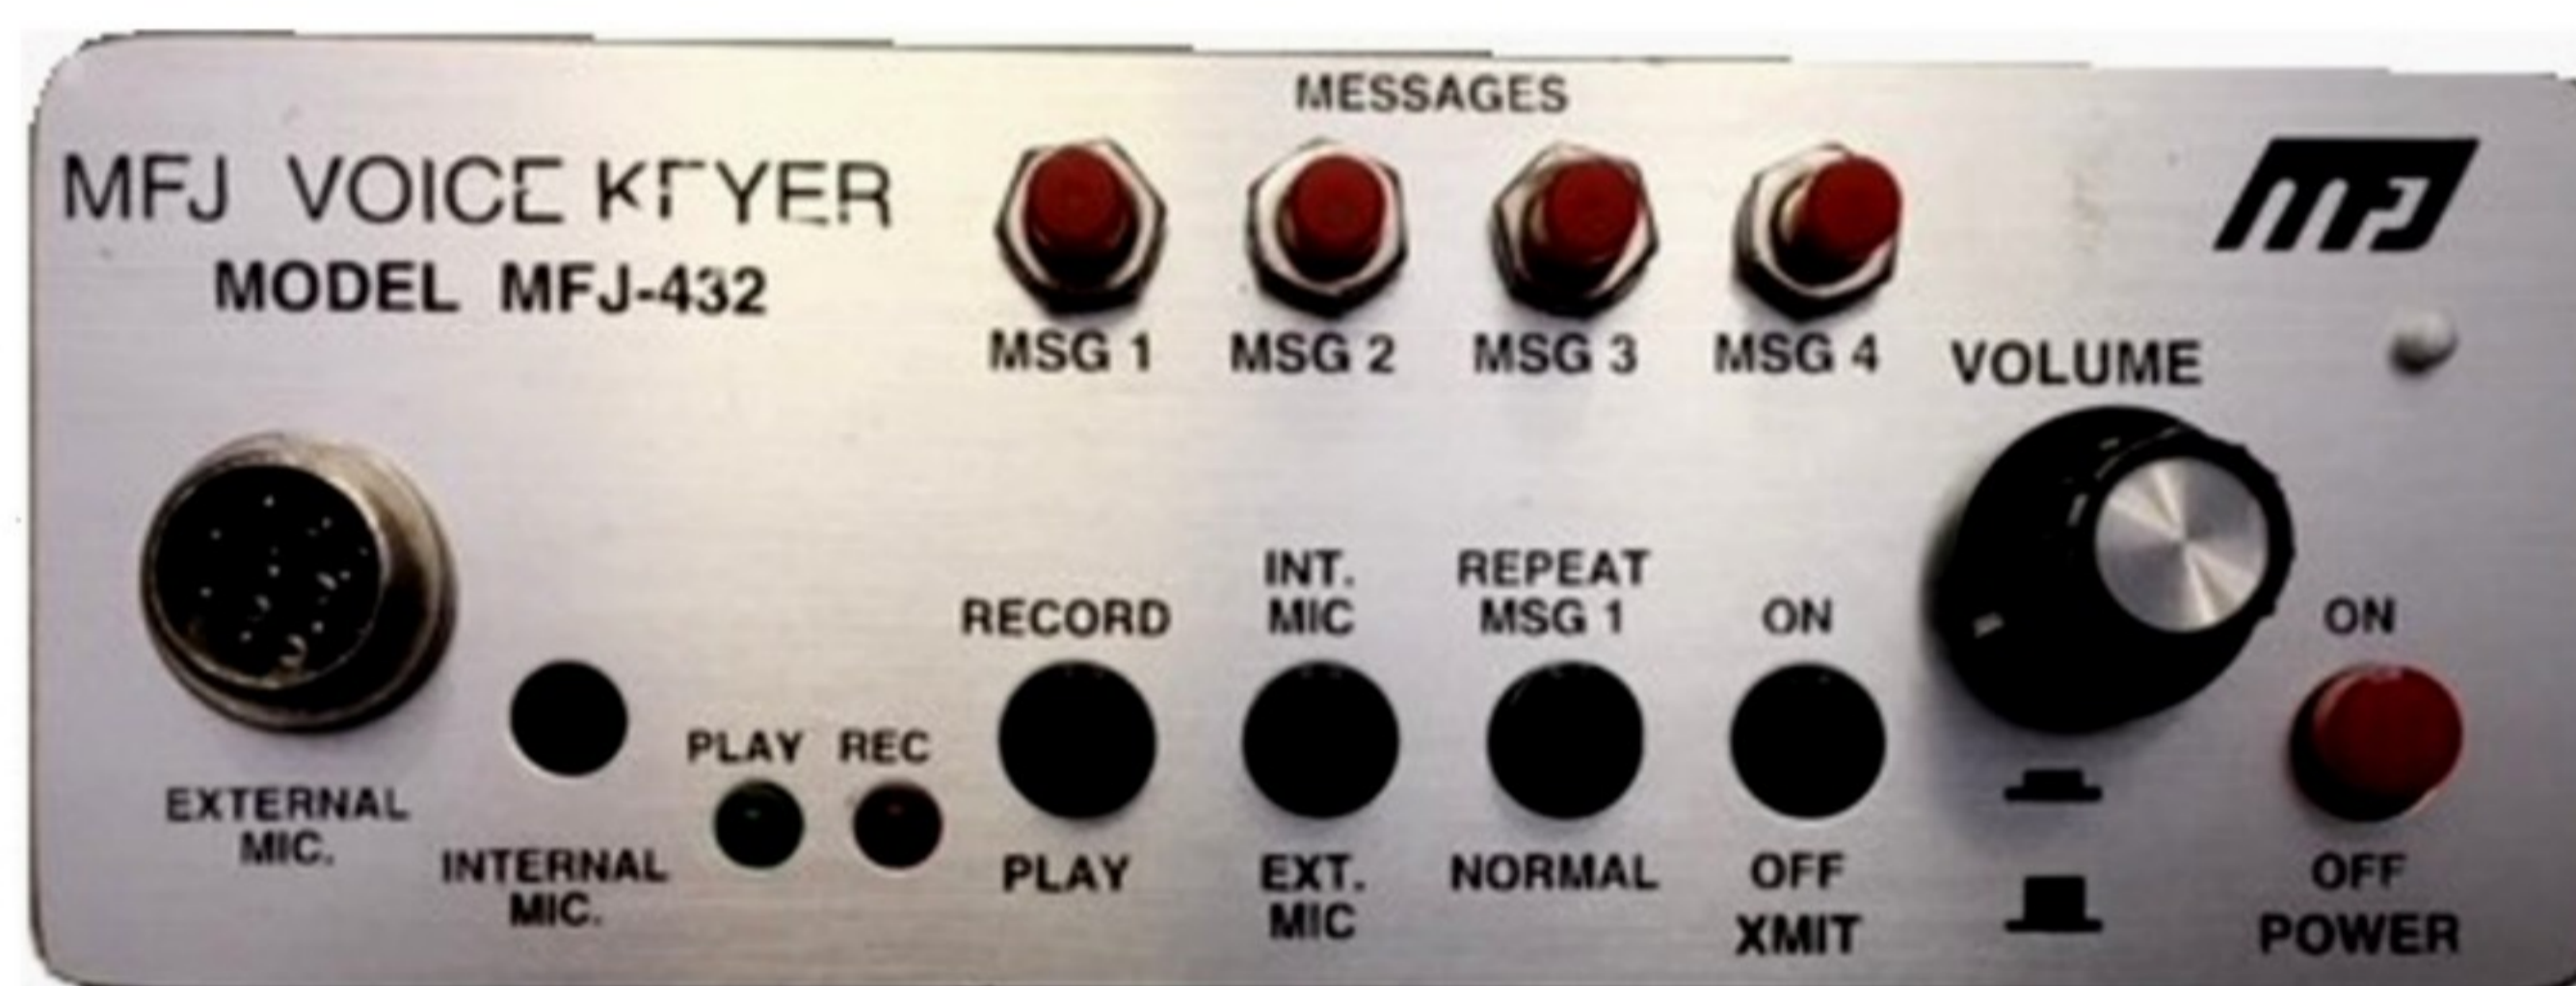 MESSAGES
MFJ VOICE KEYER
MODEL MFJ-432
MFJ
MSG 1 MSG 2 MSG 3 MSG 4
VOLUME
RECORD
INT.
MIC
REPEAT
MSG 1
ON
ON
PLAY REC
EXTERNAL
MIC.
INTERNAL
MIC.
PLAY
EXT.
MIC
NORMAL
OFF
XMIT
OFF
POWER